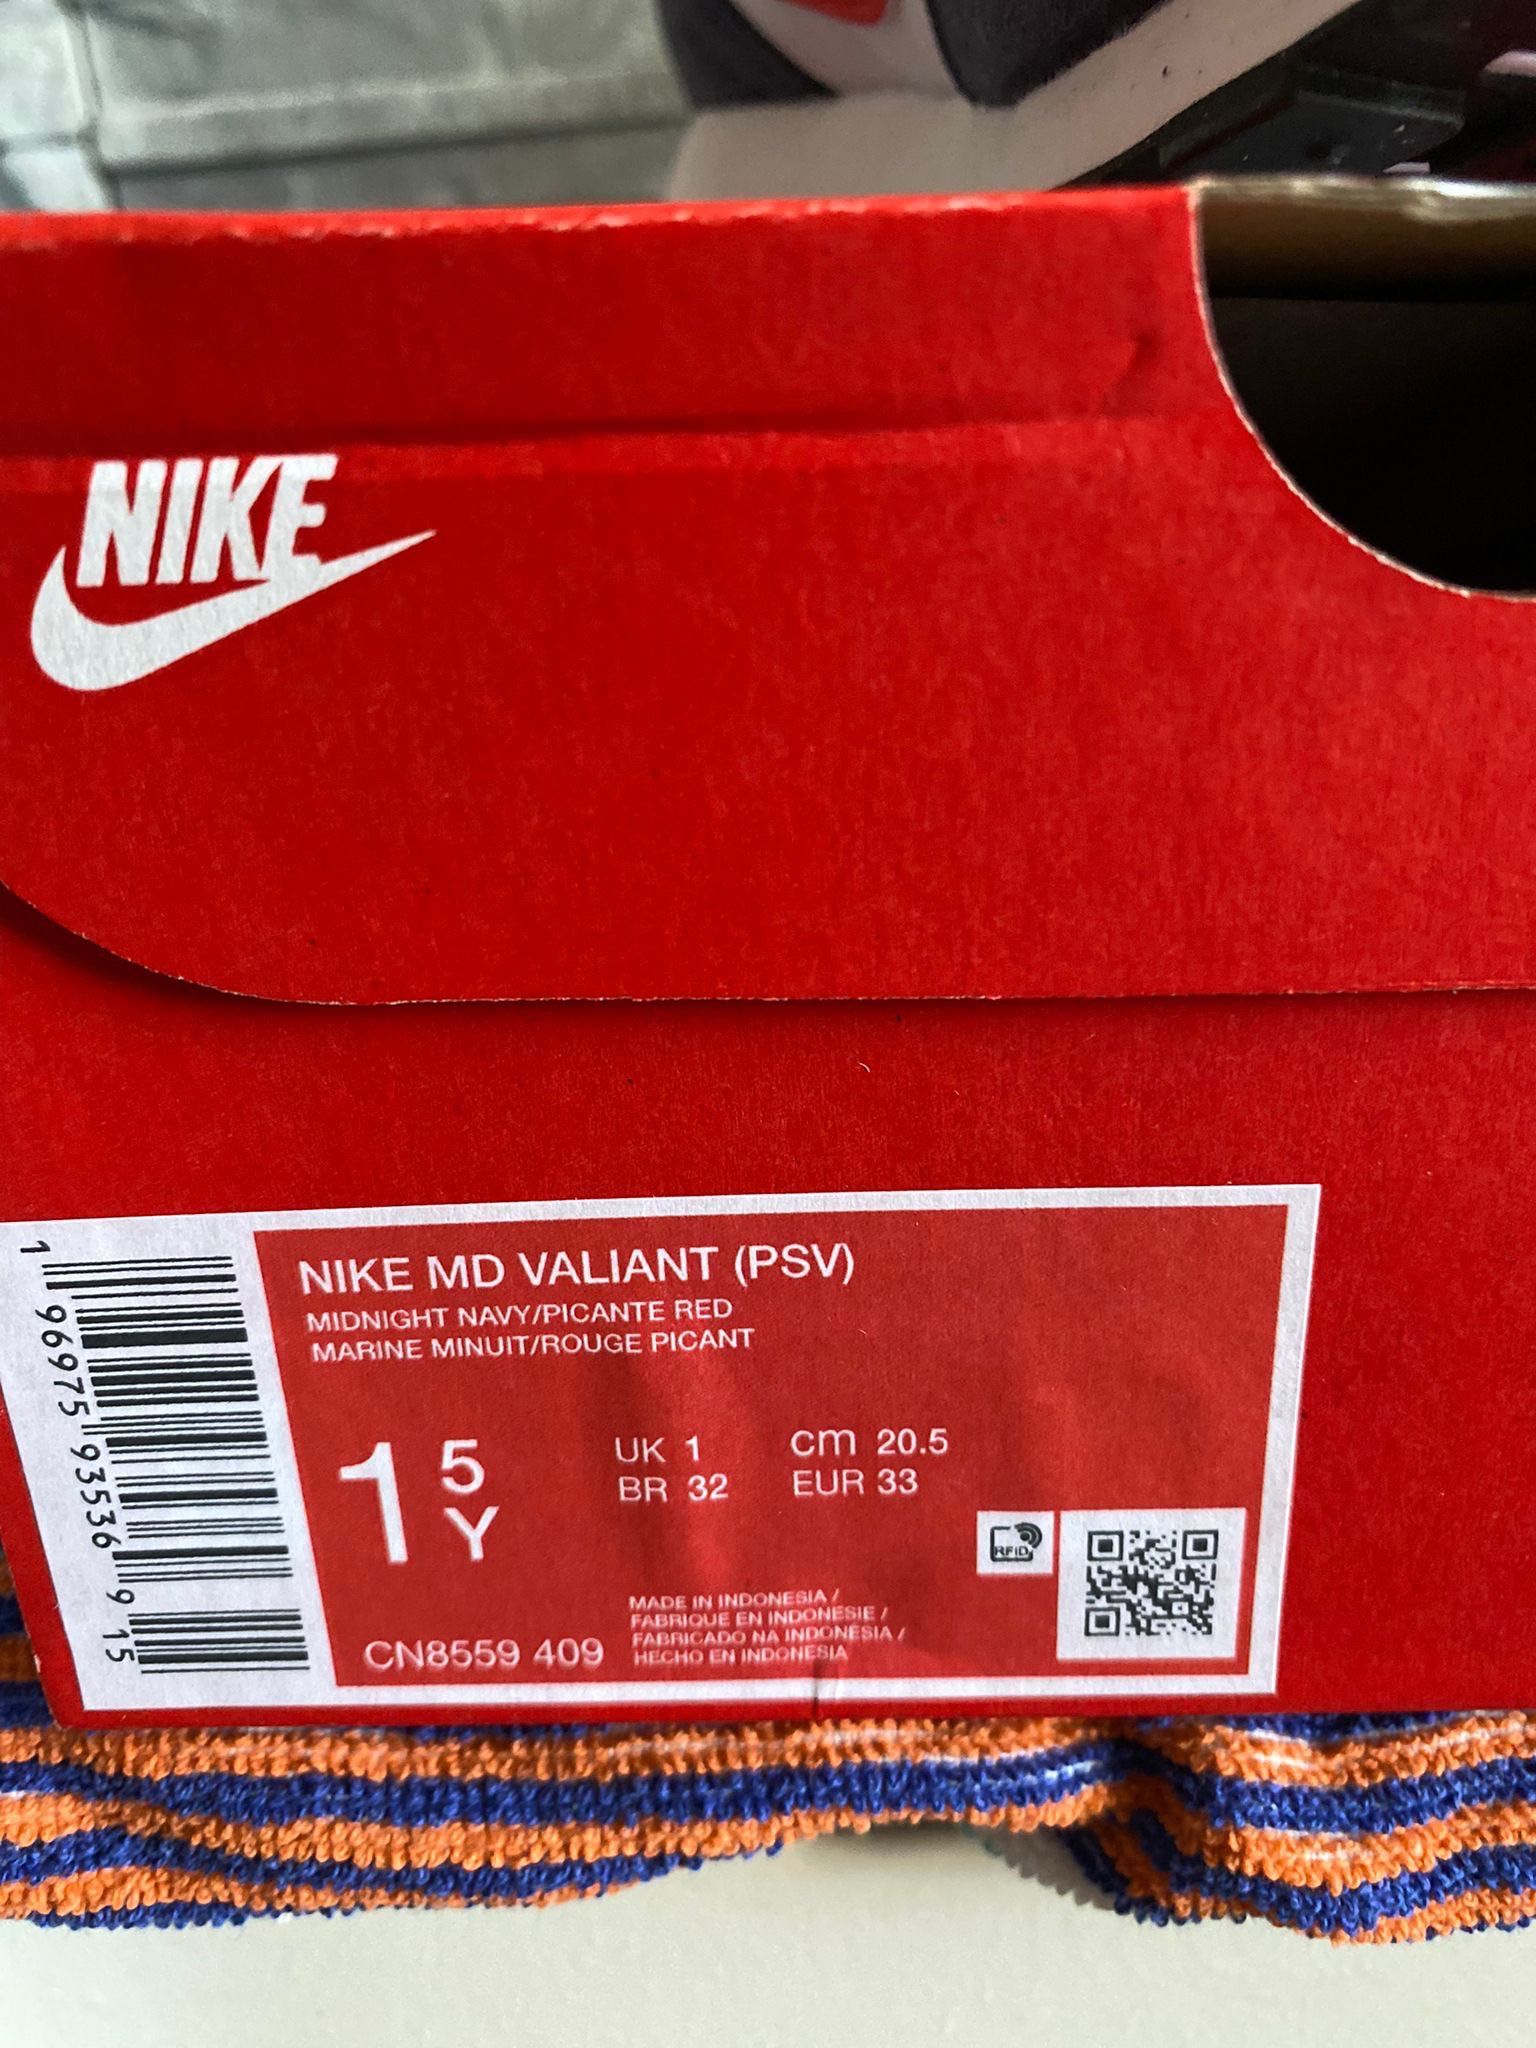 NIKE
NIKE MD VALIANT (PSV)
MIDNIGHT NAVY/PICANTE RED
MARINE MINUIT/ROUGE PICANT
1 5 Y
UK 1 cm 20.5
BR 32 EUR 33
RFID
MADE IN INDONESIA /
FABRIQUE EN INDONESIE /
FABRICADO NA INDONESIA /
HECHO EN INDONESIA
CN8559 409
1 96975 93536 9 15